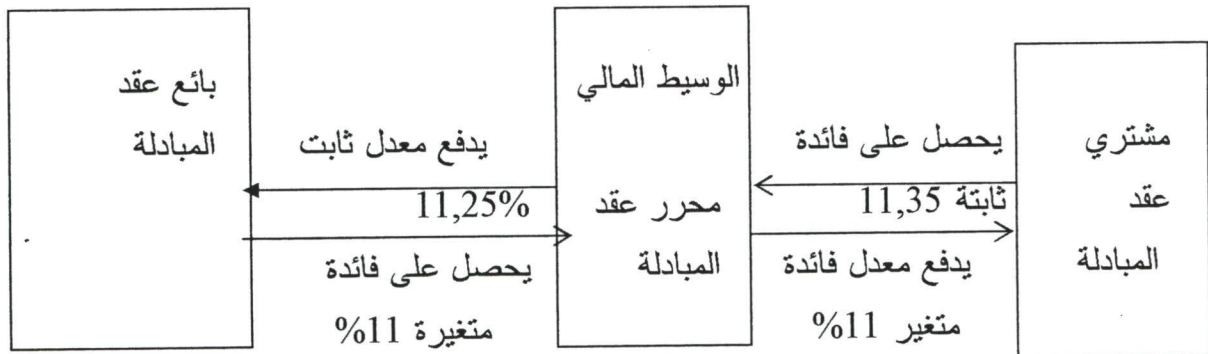 مشتري
عقد
المبادلة
يحصل على فائدة
ثابتة 11,35
يدفع معدل فائدة
متغير 11%
الوسيط المالي
محرر عقد
المبادلة
يدفع معدل ثابت
11,25%
يحصل على فائدة
متغيرة 11%
بائع عقد
المبادلة